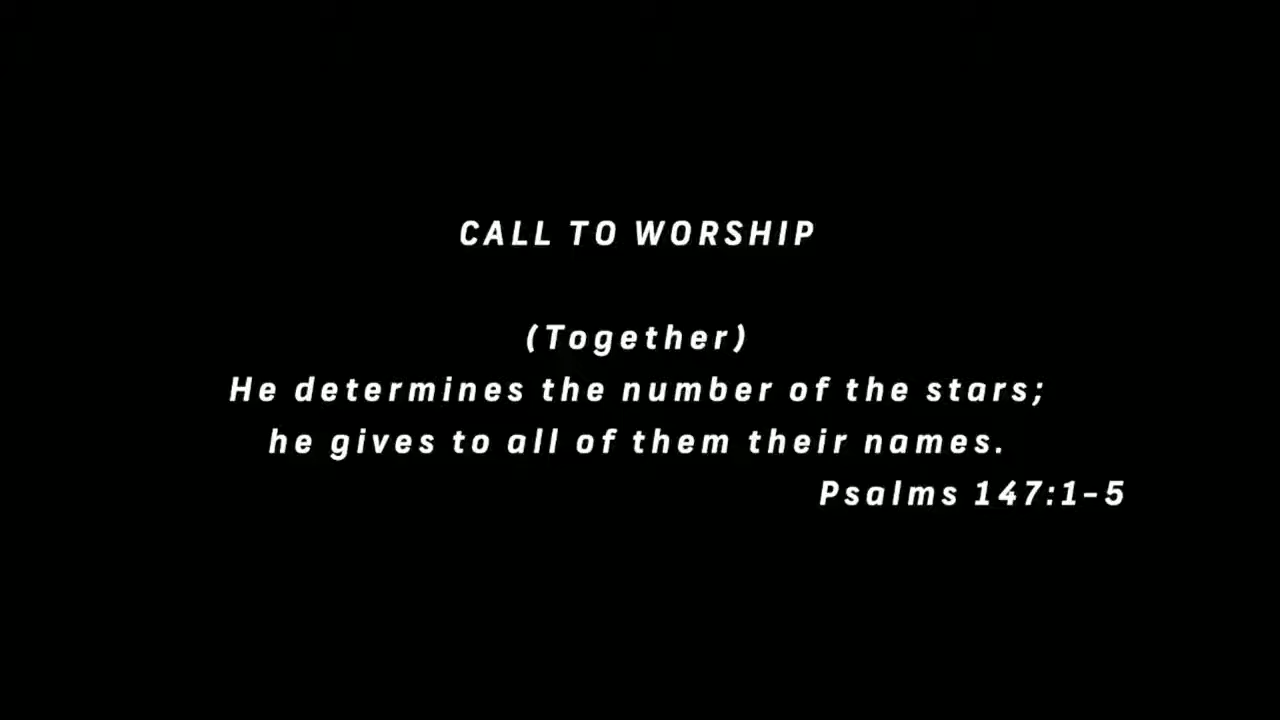 CALL TO WORSHIP
(Together)
He determines the number of the stars;
he gives to all of them their names.
Psalms 147:1-5